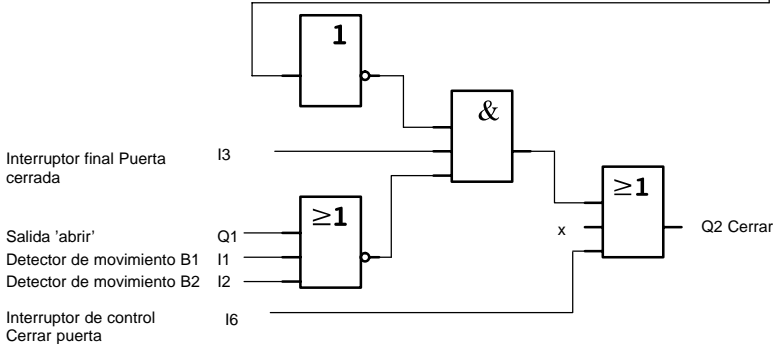 1
&
Interruptor final Puerta
cerrada
I3
≥1
≥1
Salida 'abrir'
Q1
x
Q2 Cerrar
Detector de movimiento B1
I1
Detector de movimiento B2
I2
Interruptor de control
Cerrar puerta
I6